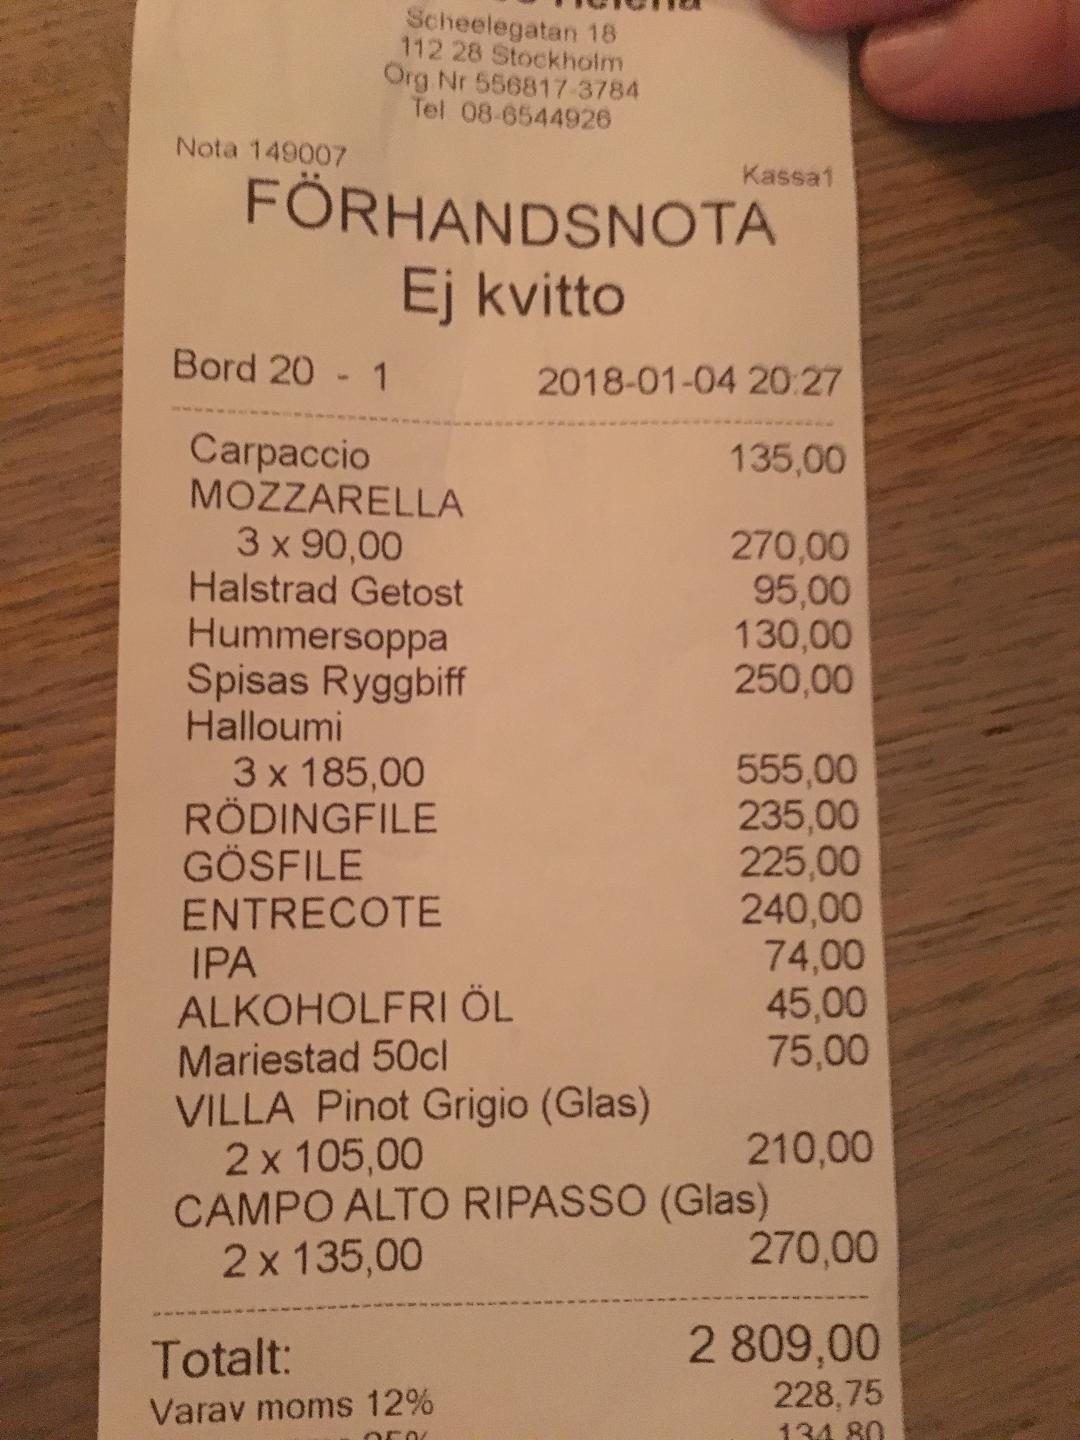 Helena
Scheelegatan 18
112 28 Stockholm
Org Nr 556817-3784
Tel 08-6544926
Nota 149007
Kassa1
FÖRHANDSNOTA
Ej kvitto
Bord 20 - 1 2018-01-04 20:27
Carpaccio 135,00
MOZZARELLA
3 x 90,00 270,00
Halstrad Getost 95,00
Hummersoppa 130,00
Spisas Ryggbiff 250,00
Halloumi
3 x 185,00 555,00
RÖDINGFILE 235,00
GÖSFILE 225,00
ENTRECOTE 240,00
IPA 74,00
ALKOHOLFRI ÖL 45,00
Mariestad 50cl 75,00
VILLA Pinot Grigio (Glas)
2 x 105,00 210,00
CAMPO ALTO RIPASSO (Glas)
2 x 135,00 270,00
Totalt: 2 809,00
Varav moms 12% 228,75
25% 134,80